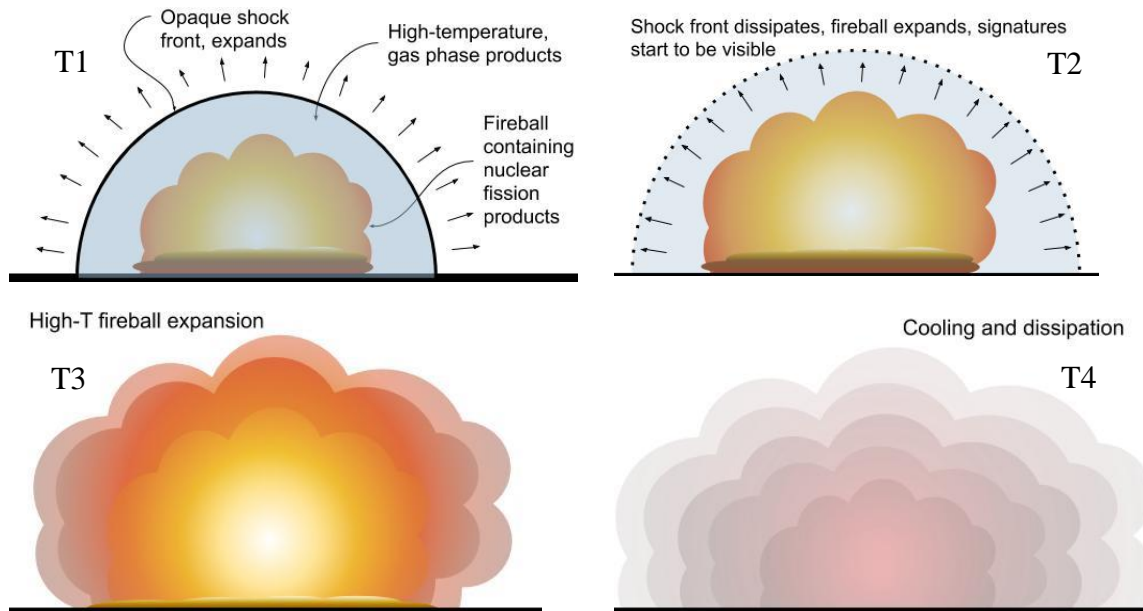 Opaque shock
front, expands
T1
High-temperature,
gas phase products
Fireball
containing
nuclear
fission
products
Shock front dissipates, fireball expands, signatures
start to be visible
T2
High-T fireball expansion
T3
Cooling and dissipation
T4